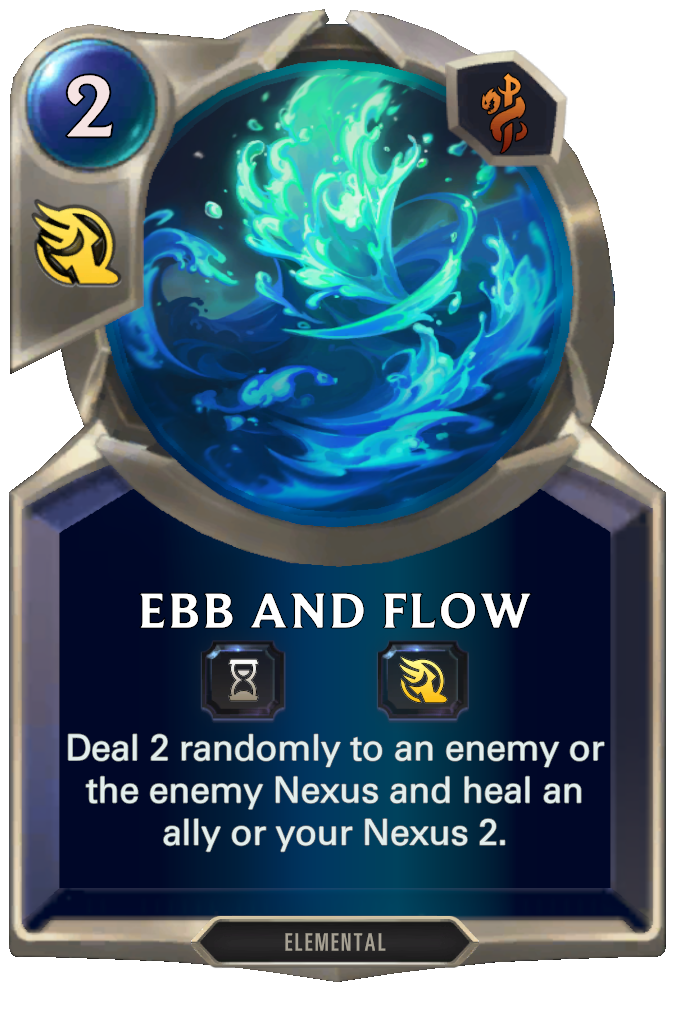 2
EBB AND FLOW
Deal 2 randomly to an enemy or
the enemy Nexus and heal an
ally or your Nexus 2.
ELEMENTAL